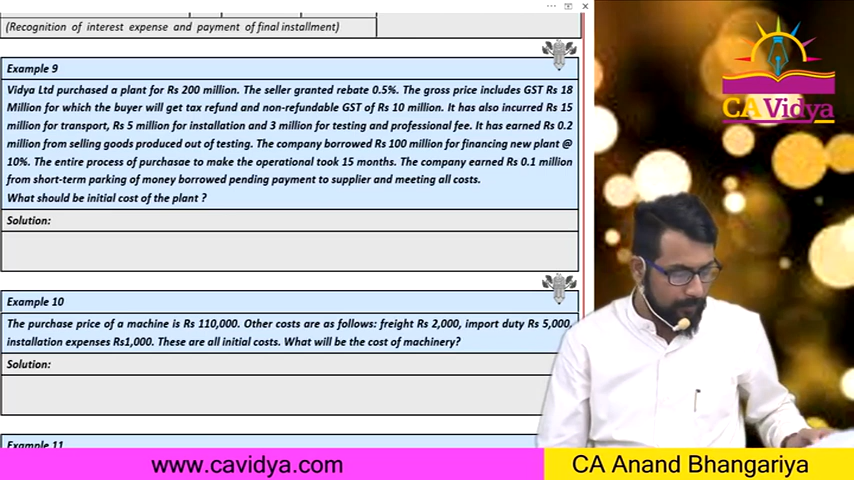 (Recognition of interest expense and payment of final installment)
Example 9
Vidya Ltd purchased a plant for Rs 200 million. The seller granted rebate 0.5%. The gross price includes GST Rs 18
Million for which the buyer will get tax refund and non-refundable GST of Rs 10 million. It has also incurred Rs 15
million for transport, Rs 5 million for installation and 3 million for testing and professional fee. It has earned Rs 0.2
million from selling goods produced out of testing. The company borrowed Rs 100 million for financing new plant @
10%. The entire process of purchasae to make the operational took 15 months. The company earned Rs 0.1 million
from short-term parking of money borrowed pending payment to supplier and meeting all costs.
What should be initial cost of the plant ?
Solution:
Example 10
The purchase price of a machine is Rs 110,000. Other costs are as follows: freight Rs 2,000, import duty Rs 5,000,
installation expenses Rs1,000. These are all initial costs. What will be the cost of machinery?
Solution:
Example 11
CA Vidya
www.cavidya.com
CA Anand Bhangariya